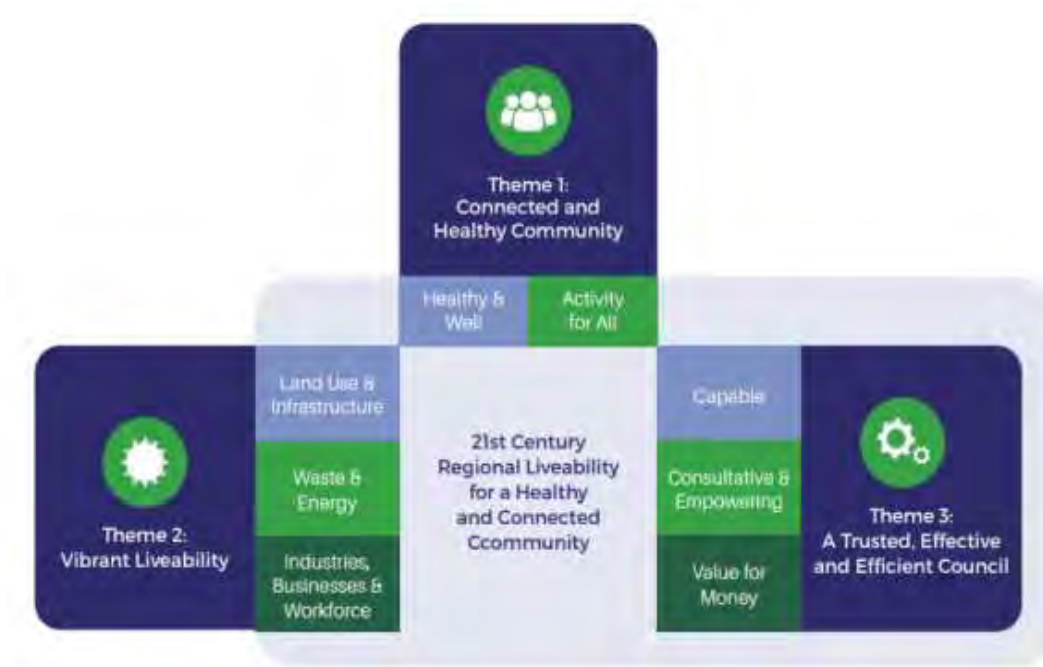 Theme 1:
Connected and
Healthy Community
Healthy &
Well
Activity
for All
Land Use &
Infrastructure
Waste &
Energy
Industries,
Businesses &
Workforce
Theme 2:
Vibrant Liveability
21st Century
Regional Liveability
for a Healthy
and Connected
Ccommunity
Capable
Consultative &
Empowering
Value for
Money
Theme 3:
A Trusted, Effective
and Efficient Council